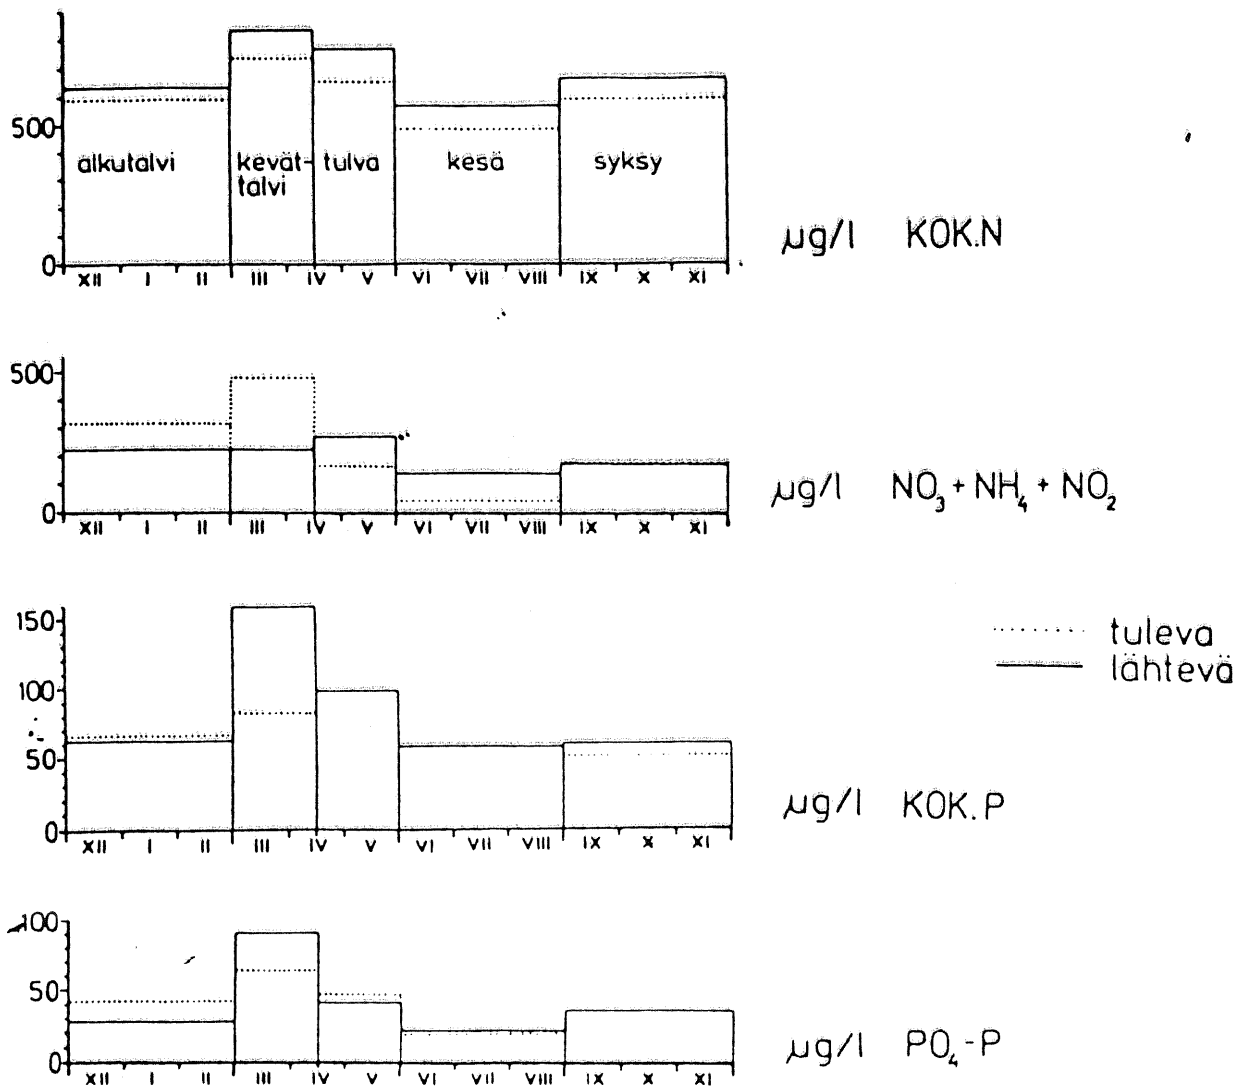 500
0
alkutalvi
kevät-
talvi
tulva
kesä
syksy
XII I II III IV V VI VII VIII IX X XI
µg/l KOK.N
500
0
XII I II III IV V VI VII VIII IX X XI
µg/l NO₃ + NH₄ + NO₂
150
100
50
0
XII I II III IV V VI VII VIII IX X XI
tuleva
lähtevä
µg/l KOK.P
100
50
0
XII I II III IV V VI VII VIII IX X XI
µg/l PO₄-P